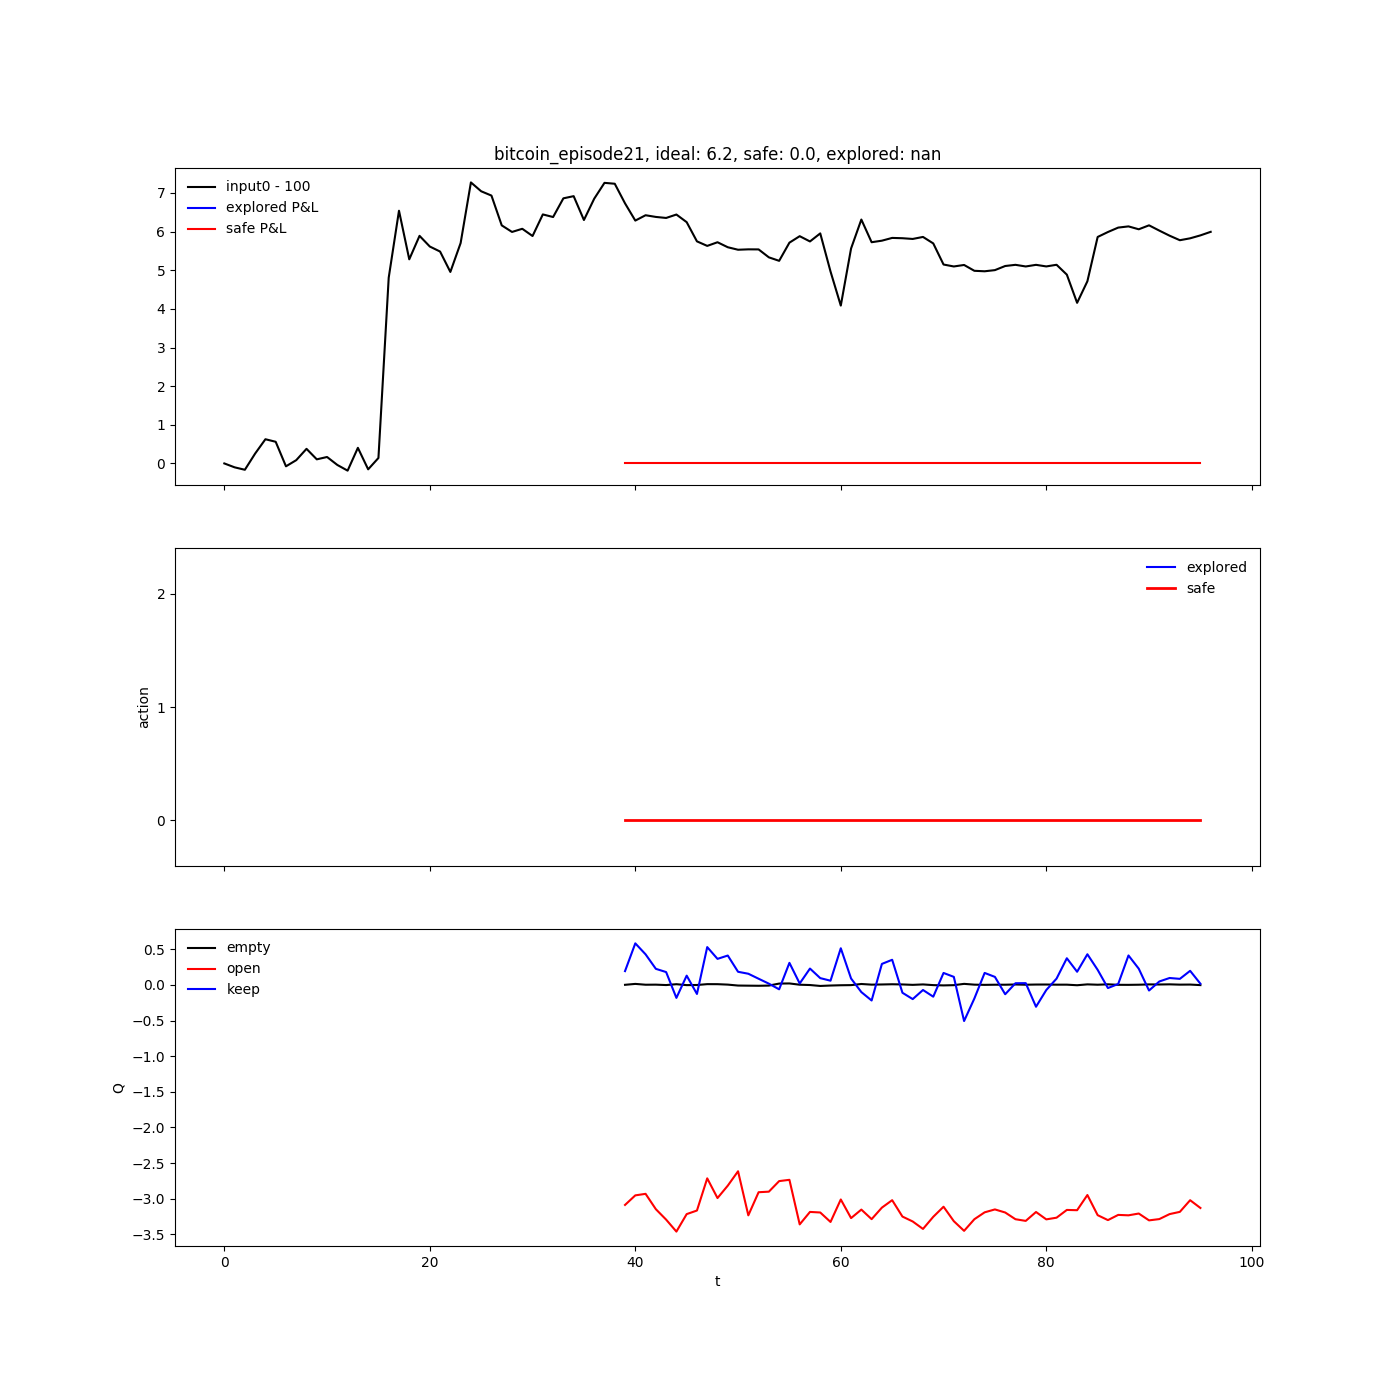 bitcoin_episode21, ideal: 6.2, safe: 0.0, explored: nan
input0 - 100
explored P&L
safe P&L
7
6
5
4
3
2
1
0
explored
safe
action
2
1
0
empty
open
keep
Q
0.5
0.0
−0.5
−1.0
−1.5
−2.0
−2.5
−3.0
−3.5
0 20 40 60 80 100
t